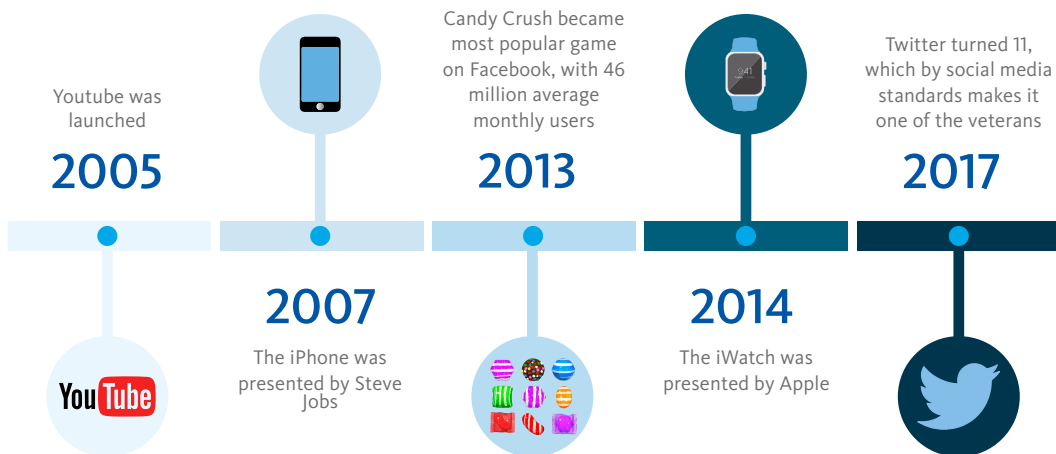 Youtube was
launched
2005
You Tube
2007
The iPhone was
presented by Steve
Jobs
Candy Crush became
most popular game
on Facebook, with 46
million average
monthly users
2013
9:41
2014
The iWatch was
presented by Apple
Twitter turned 11,
which by social media
standards makes it
one of the veterans
2017